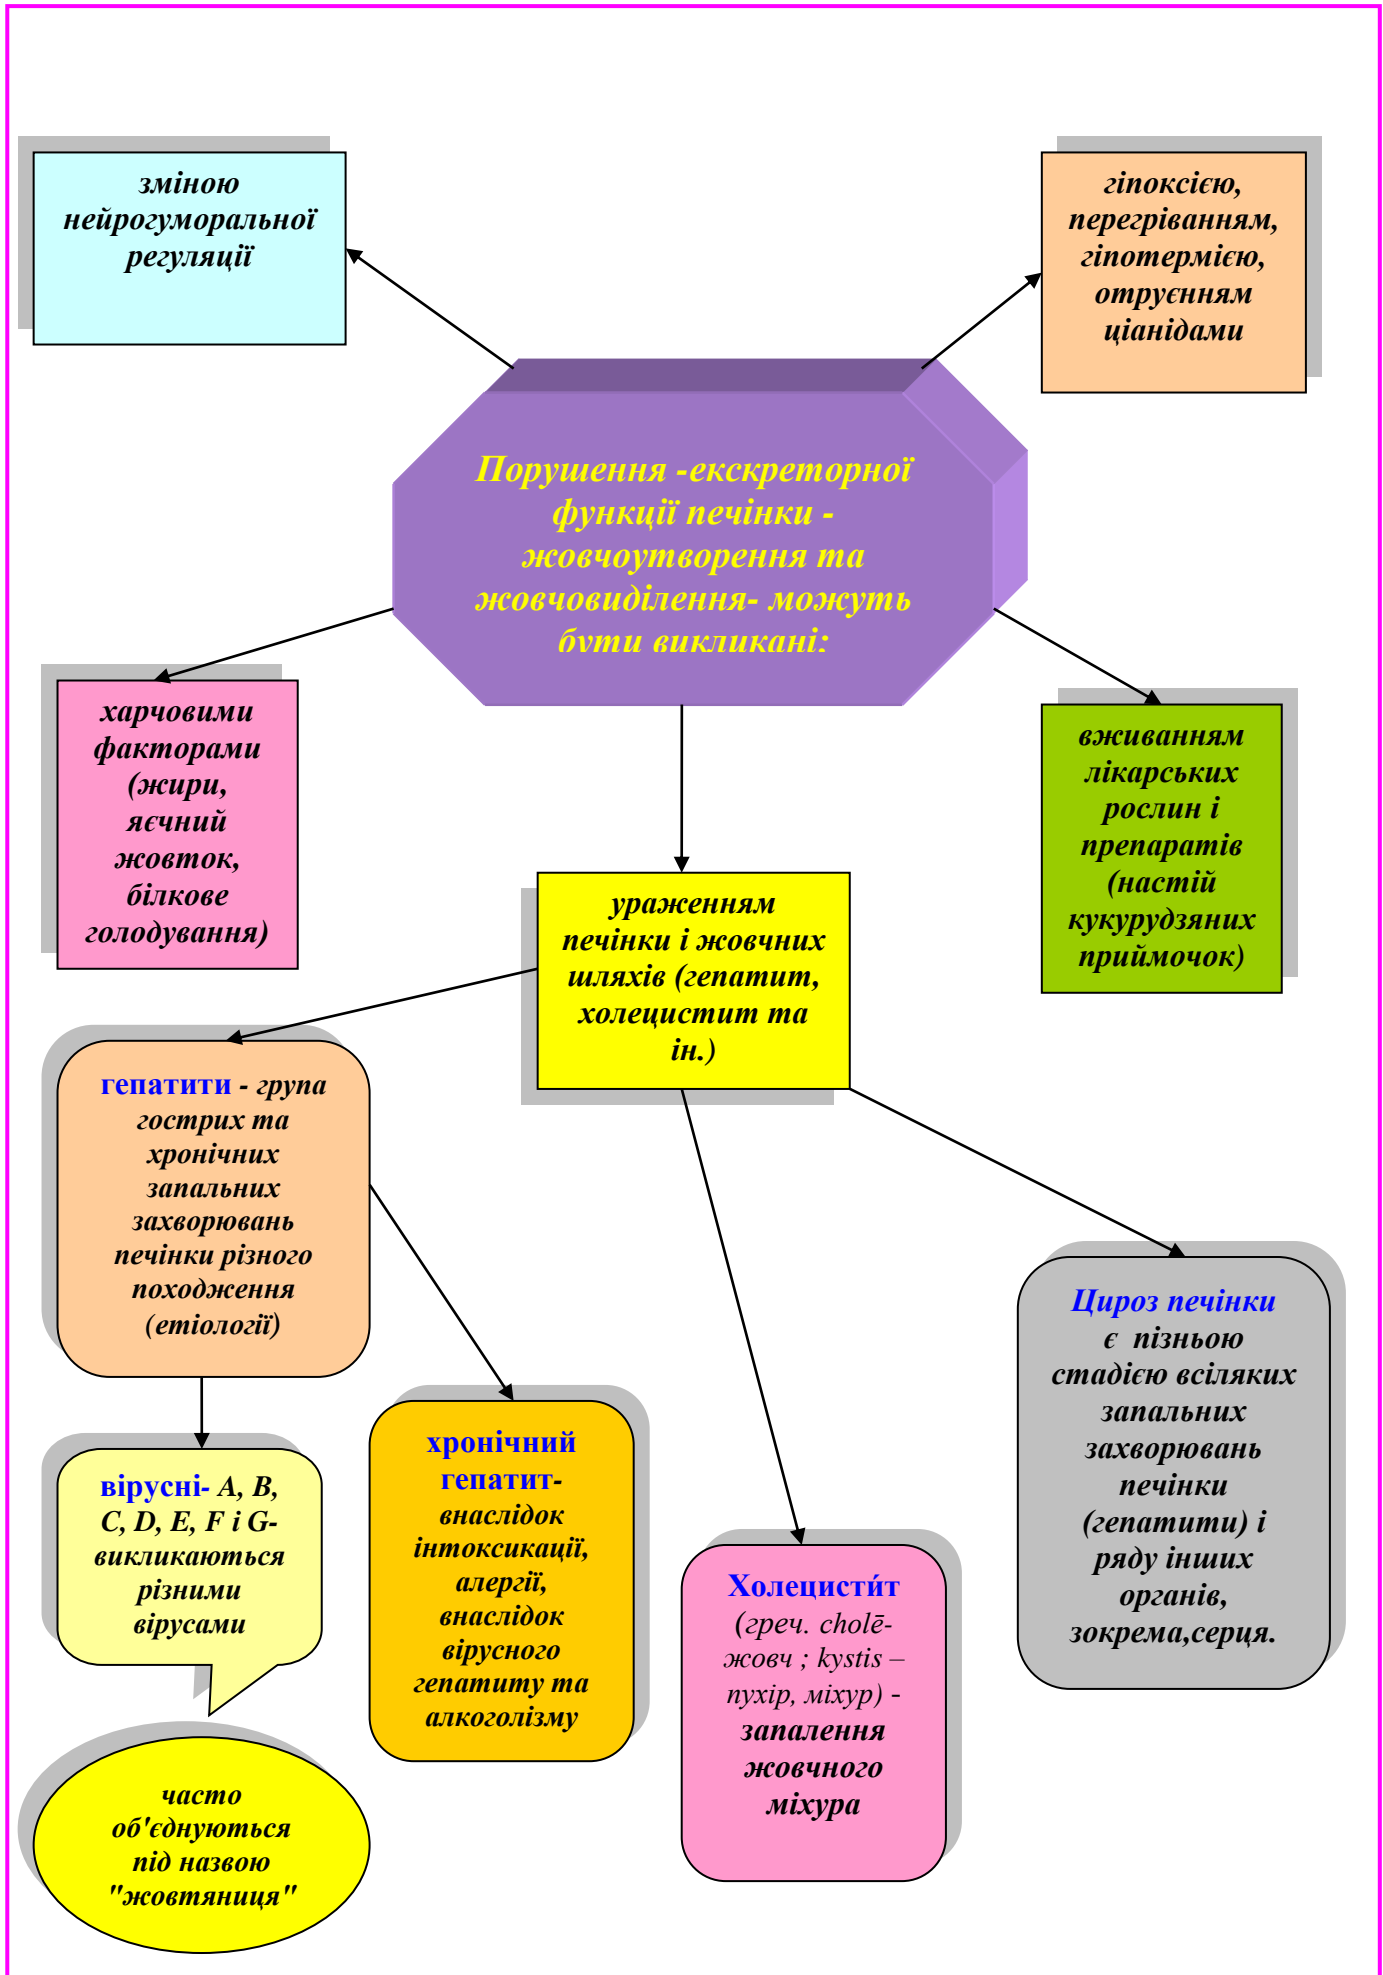 зміною
нейрогуморальної
регуляції
гіпоксією,
перегріванням,
гіпотермією,
отруєнням
ціанідами
Порушення -екскреторної
функції печінки -
жовчоутворення та
жовчовиділення- можуть
бути викликані:
харчовими
факторами
(жири,
яєчний
жовток,
білкове
голодування)
вживанням
лікарських
рослин і
препаратів
(настій
кукурудзяних
приймочок)
ураженням
печінки і жовчних
шляхів (гепатит,
холецистит та
ін.)
гепатити - група
гострих та
хронічних
запальних
захворювань
печінки різного
походження
(етіології)
вірусні- A, B,
C, D, E, F і G-
викликаються
різними
вірусами
часто
об'єднуються
під назвою
"жовтяниця"
хронічний
гепатит-
внаслідок
інтоксикації,
алергії,
внаслідок
вірусного
гепатиту та
алкоголізму
Холецисти́т
(греч. cholē-
жовч ; kystis –
пухір, міхур) -
запалення
жовчного
міхура
Цироз печінки
є пізньою
стадією всіляких
запальних
захворювань
печінки
(гепатити) і
ряду інших
органів,
зокрема,серця.